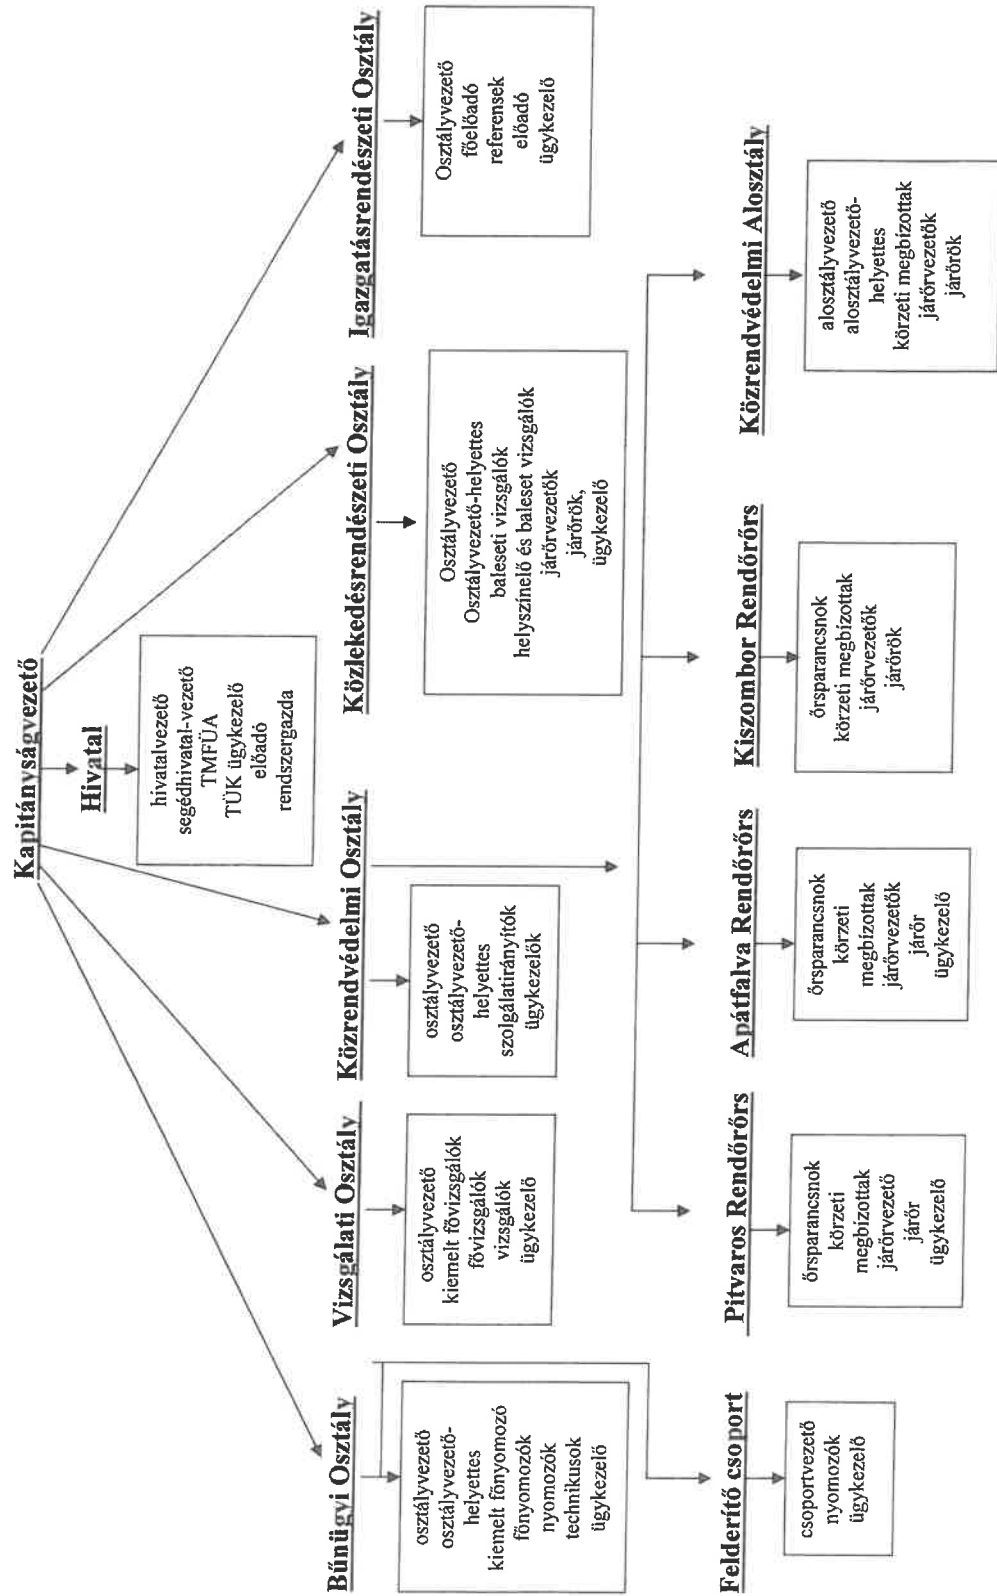 Kapitányságvezető
Hivatal
hivatalvezető
segédhivatal-vezető
TMFÜA
TÜK ügykezelő
előadó
rendszergazda
Bűnügyi Osztály
osztályvezető
osztályvezető-
helyettes
kiemelt főnyomozó
főnyomozók
nyomozók
technikusok
ügykezelő
Vizsgálati Osztály
osztályvezető
kiemelt fővizsgálók
fővizsgálók
vizsgálók
ügykezelő
Közrendvédelmi Osztály
osztályvezető
osztályvezető-
helyettes
szolgálatirányítók
ügykezelők
Közlekedésrendészeti Osztály
Osztályvezető
Osztályvezető-helyettes
baleseti vizsgálók
helyszínelő és baleset vizsgálók
járőrvezetők
járőrök,
ügykezelő
Igazgatásrendészeti Osztály
Osztályvezető
főelőadó
referensek
előadó
ügykezelő
Felderítő csoport
csoportvezető
nyomozók
ügykezelő
Pitvaros Rendőrőrs
őrsparancsnok
körzeti
megbízottak
járőrvezető
járőr
ügykezelő
Apátfalva Rendőrőrs
őrsparancsnok
körzeti
megbízottak
járőrvezetők
járőr
ügykezelő
Kiszombor Rendőrőrs
őrsparancsnok
körzeti megbízottak
járőrvezetők
járőrök
Közrendvédelmi Alosztály
alosztályvezető
alosztályvezető-
helyettes
körzeti megbízottak
járőrvezetők
járőrök